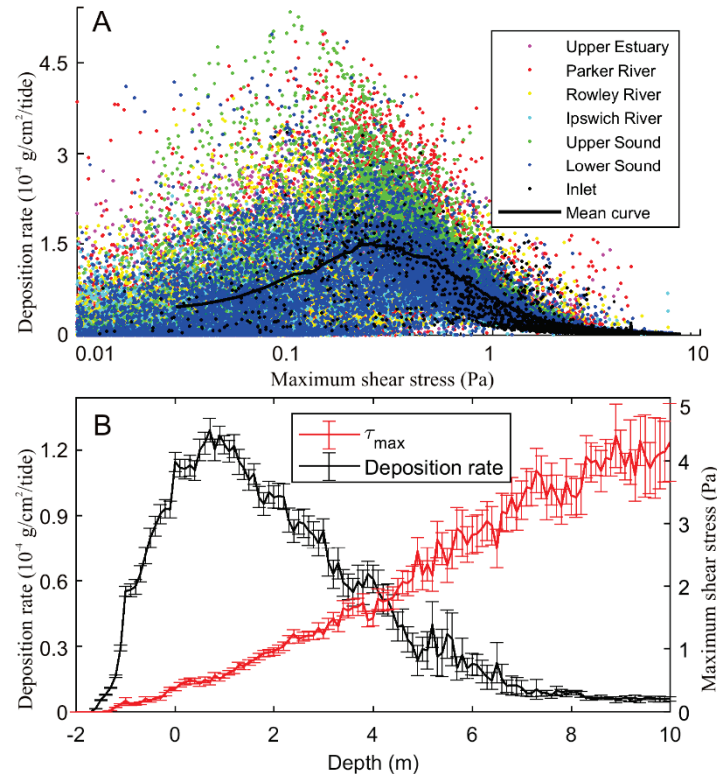 A
Deposition rate (10⁻⁴ g/cm²/tide)
4.5
3
1.5
0
0.01
0.1
1
10
Maximum shear stress (Pa)
Upper Estuary
Parker River
Rowley River
Ipswich River
Upper Sound
Lower Sound
Inlet
Mean curve
B
Deposition rate (10⁻⁴ g/cm²/tide)
1.2
0.9
0.6
0.3
0
τmax
Deposition rate
5
4
3
2
1
0
Maximum shear stress (Pa)
-2
0
2
4
6
8
10
Depth (m)